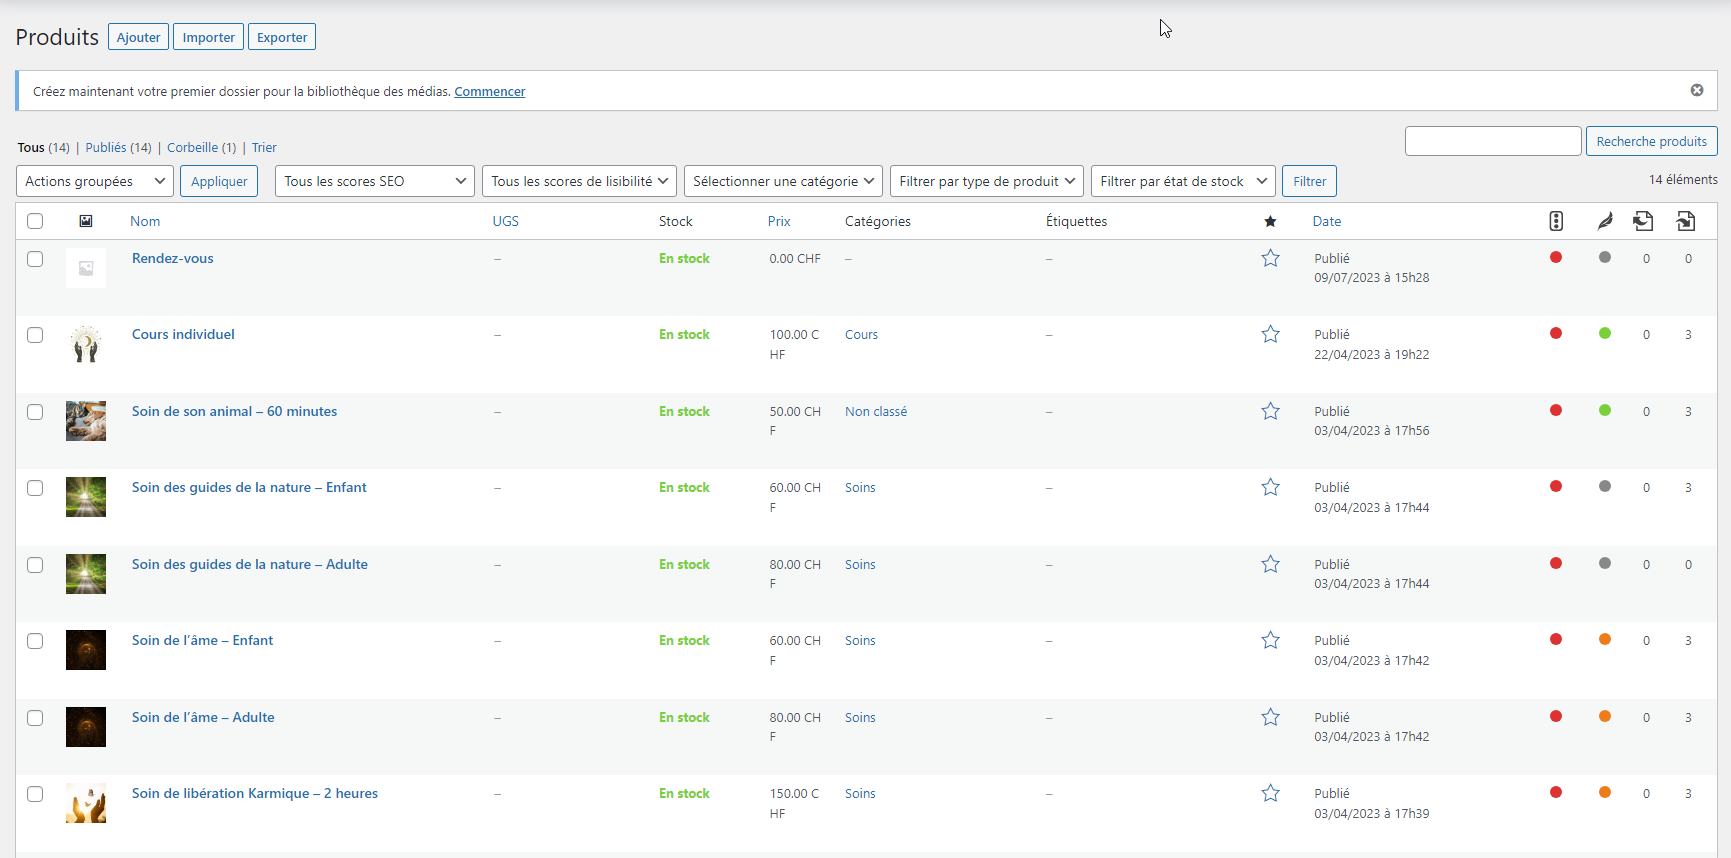 Produits Ajouter Importer Exporter
Créez maintenant votre premier dossier pour la bibliothèque des médias. Commencer
Tous (14) | Publiés (14) | Corbeille (1) | Trier
Recherche produits
Actions groupées Appliquer Tous les scores SEO Tous les scores de lisibilité Sélectionner une catégorie Filtrer par type de produit Filtrer par état de stock Filtrer 14 éléments
Nom UGS Stock Prix Catégories Étiquettes Date
Rendez-vous – En stock 0.00 CHF – – Publié 0 0
09/07/2023 à 15h28
Cours individuel – En stock 100.00 C Cours – Publié 0 3
HF 22/04/2023 à 19h22
Soin de son animal – 60 minutes – En stock 50.00 CH Non classé – Publié 0 3
F 03/04/2023 à 17h56
Soin des guides de la nature – Enfant – En stock 60.00 CH Soins – Publié 0 3
F 03/04/2023 à 17h44
Soin des guides de la nature – Adulte – En stock 80.00 CH Soins – Publié 0 0
F 03/04/2023 à 17h44
Soin de l’âme – Enfant – En stock 60.00 CH Soins – Publié 0 3
F 03/04/2023 à 17h42
Soin de l’âme – Adulte – En stock 80.00 CH Soins – Publié 0 3
F 03/04/2023 à 17h42
Soin de libération Karmique – 2 heures – En stock 150.00 C Soins – Publié 0 3
HF 03/04/2023 à 17h39